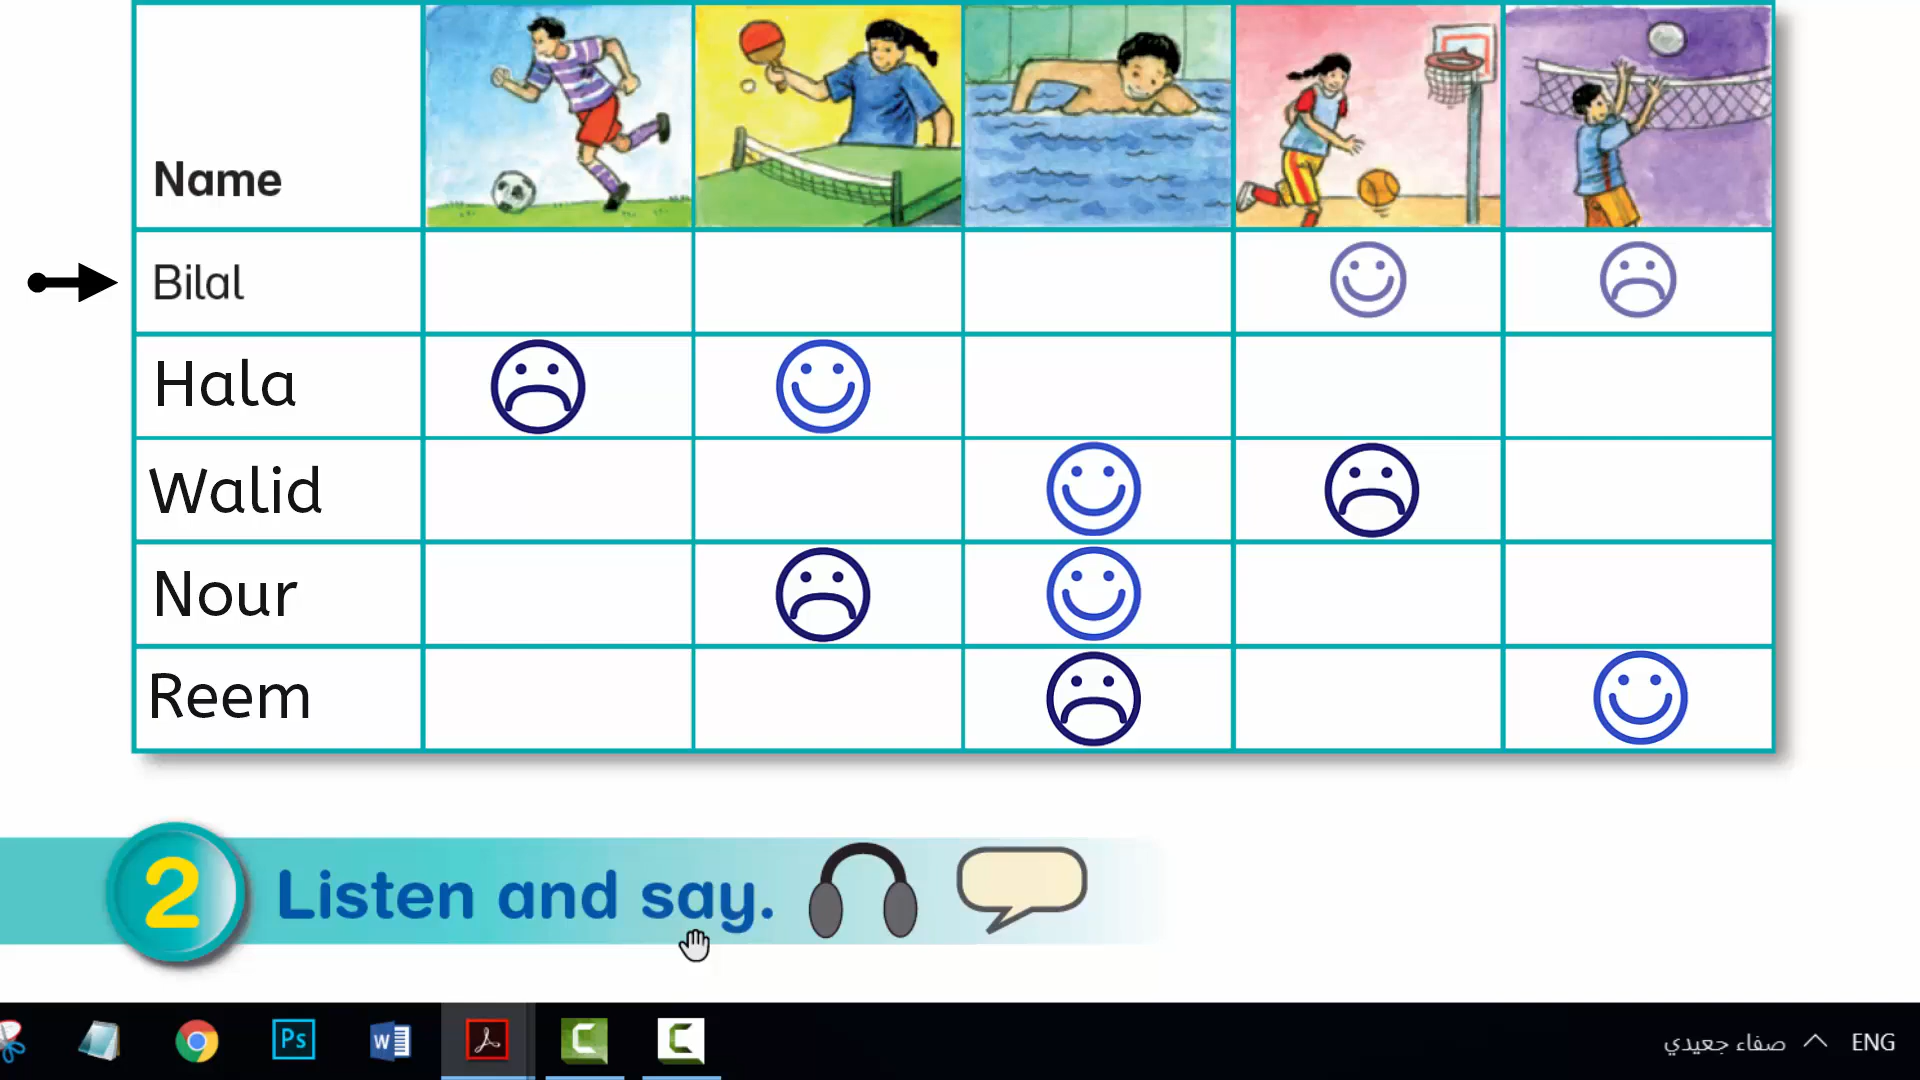 Name
Bilal
Hala
Walid
Nour
Reem
2 Listen and say.
Ps
W
صفاء جعيدي
ENG